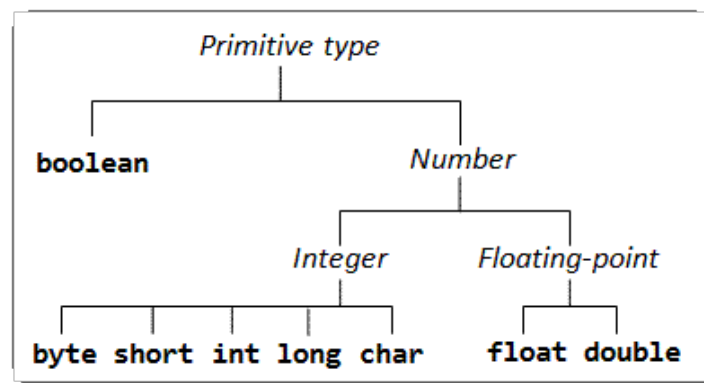 Primitive type
boolean
Number
Integer
Floating-point
byte short int long char
float double